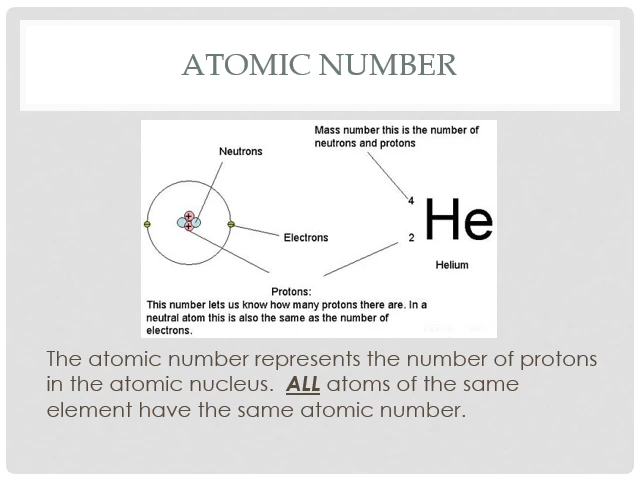 ATOMIC NUMBER
Mass number this is the number of
neutrons and protons
Neutrons
4
He
2
Electrons
Helium
Protons:
This number lets us know how many protons there are. In a
neutral atom this is also the same as the number of
electrons.
The atomic number represents the number of protons
in the atomic nucleus. ALL atoms of the same
element have the same atomic number.